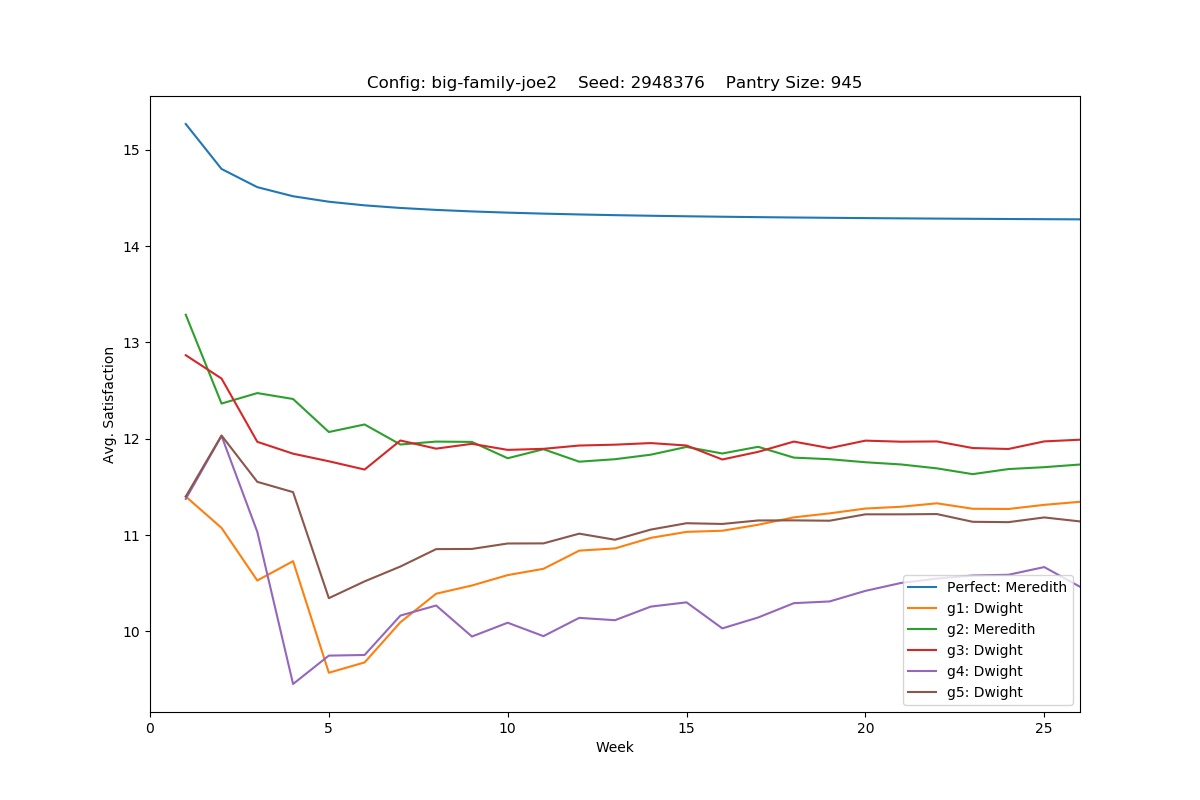 Config: big-family-joe2    Seed: 2948376    Pantry Size: 945
15
14
13
12
11
10
Avg. Satisfaction
Perfect: Meredith
g1: Dwight
g2: Meredith
g3: Dwight
g4: Dwight
g5: Dwight
0 5 10 15 20 25
Week